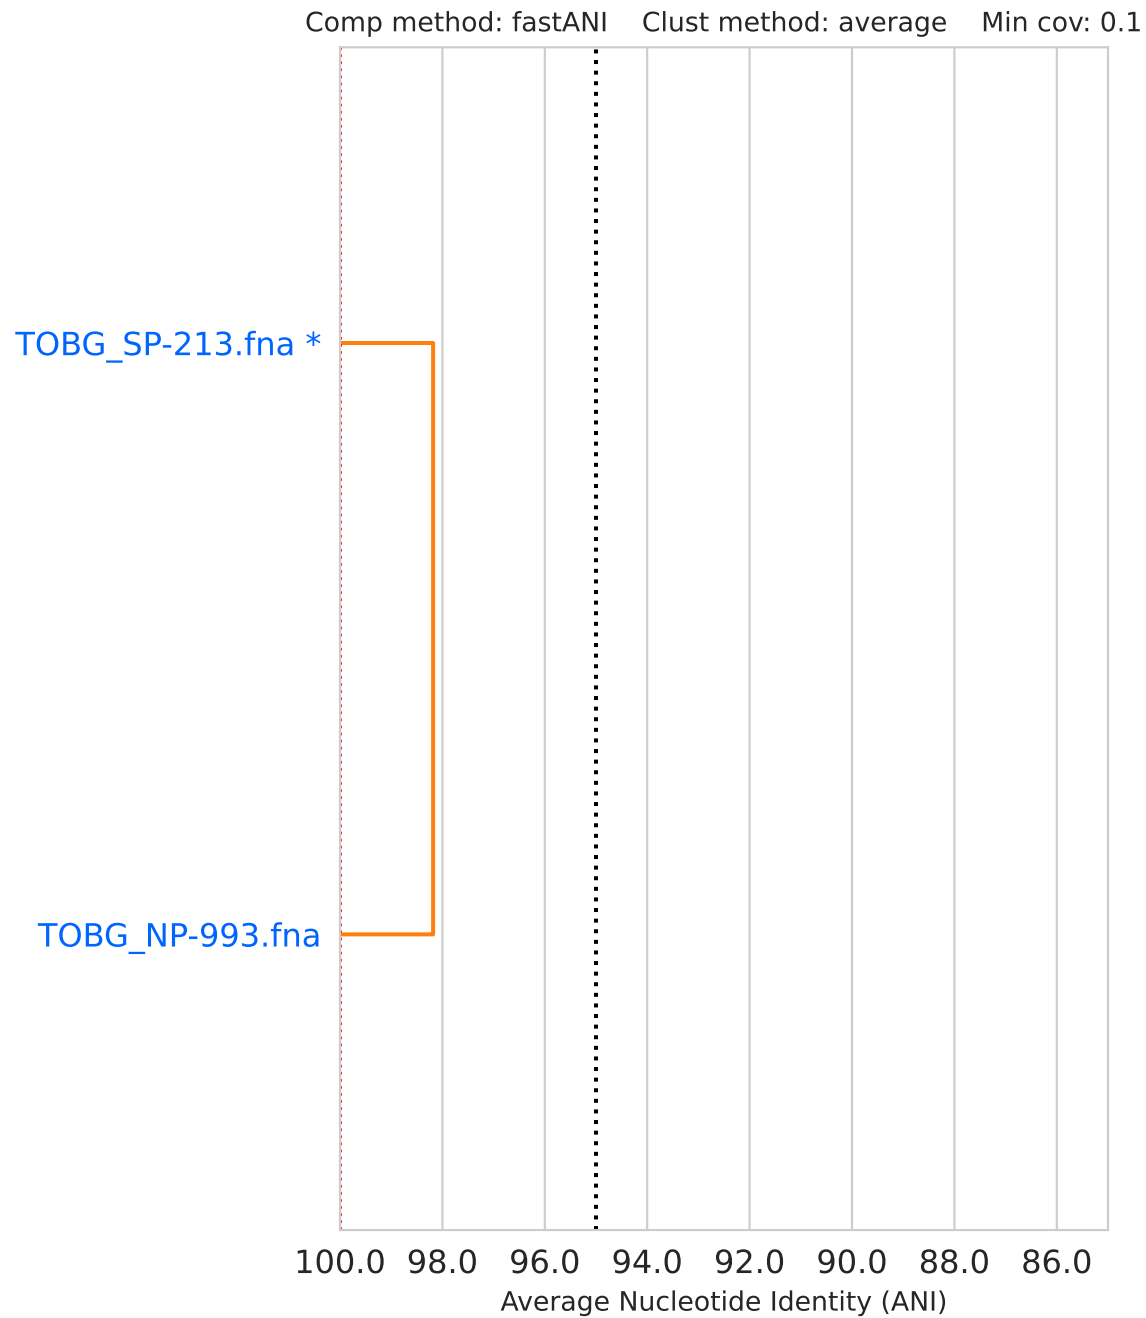 Comp method: fastANI    Clust method: average    Min cov: 0.1
TOBG_SP-213.fna *
TOBG_NP-993.fna
100.0 98.0 96.0 94.0 92.0 90.0 88.0 86.0
Average Nucleotide Identity (ANI)